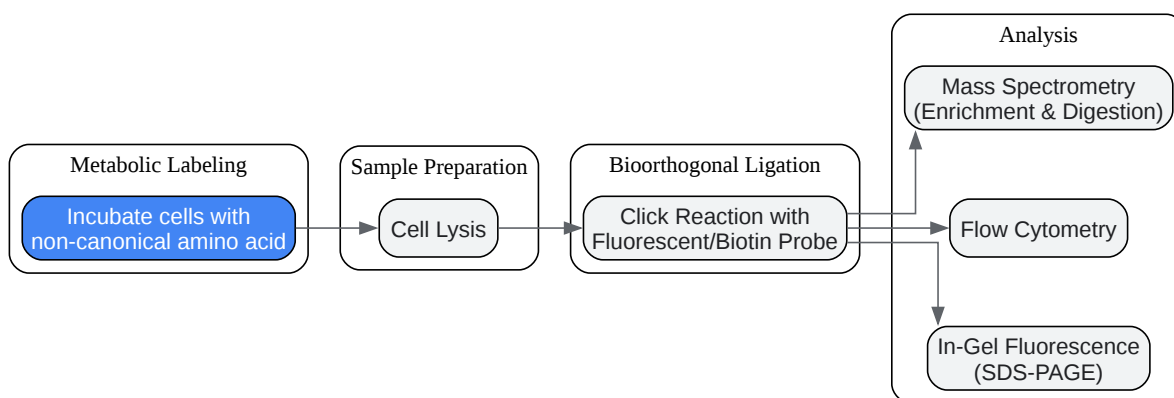 Metabolic Labeling
Incubate cells with
non-canonical amino acid
Sample Preparation
Cell Lysis
Bioorthogonal Ligation
Click Reaction with
Fluorescent/Biotin Probe
Analysis
Mass Spectrometry
(Enrichment & Digestion)
Flow Cytometry
In-Gel Fluorescence
(SDS-PAGE)